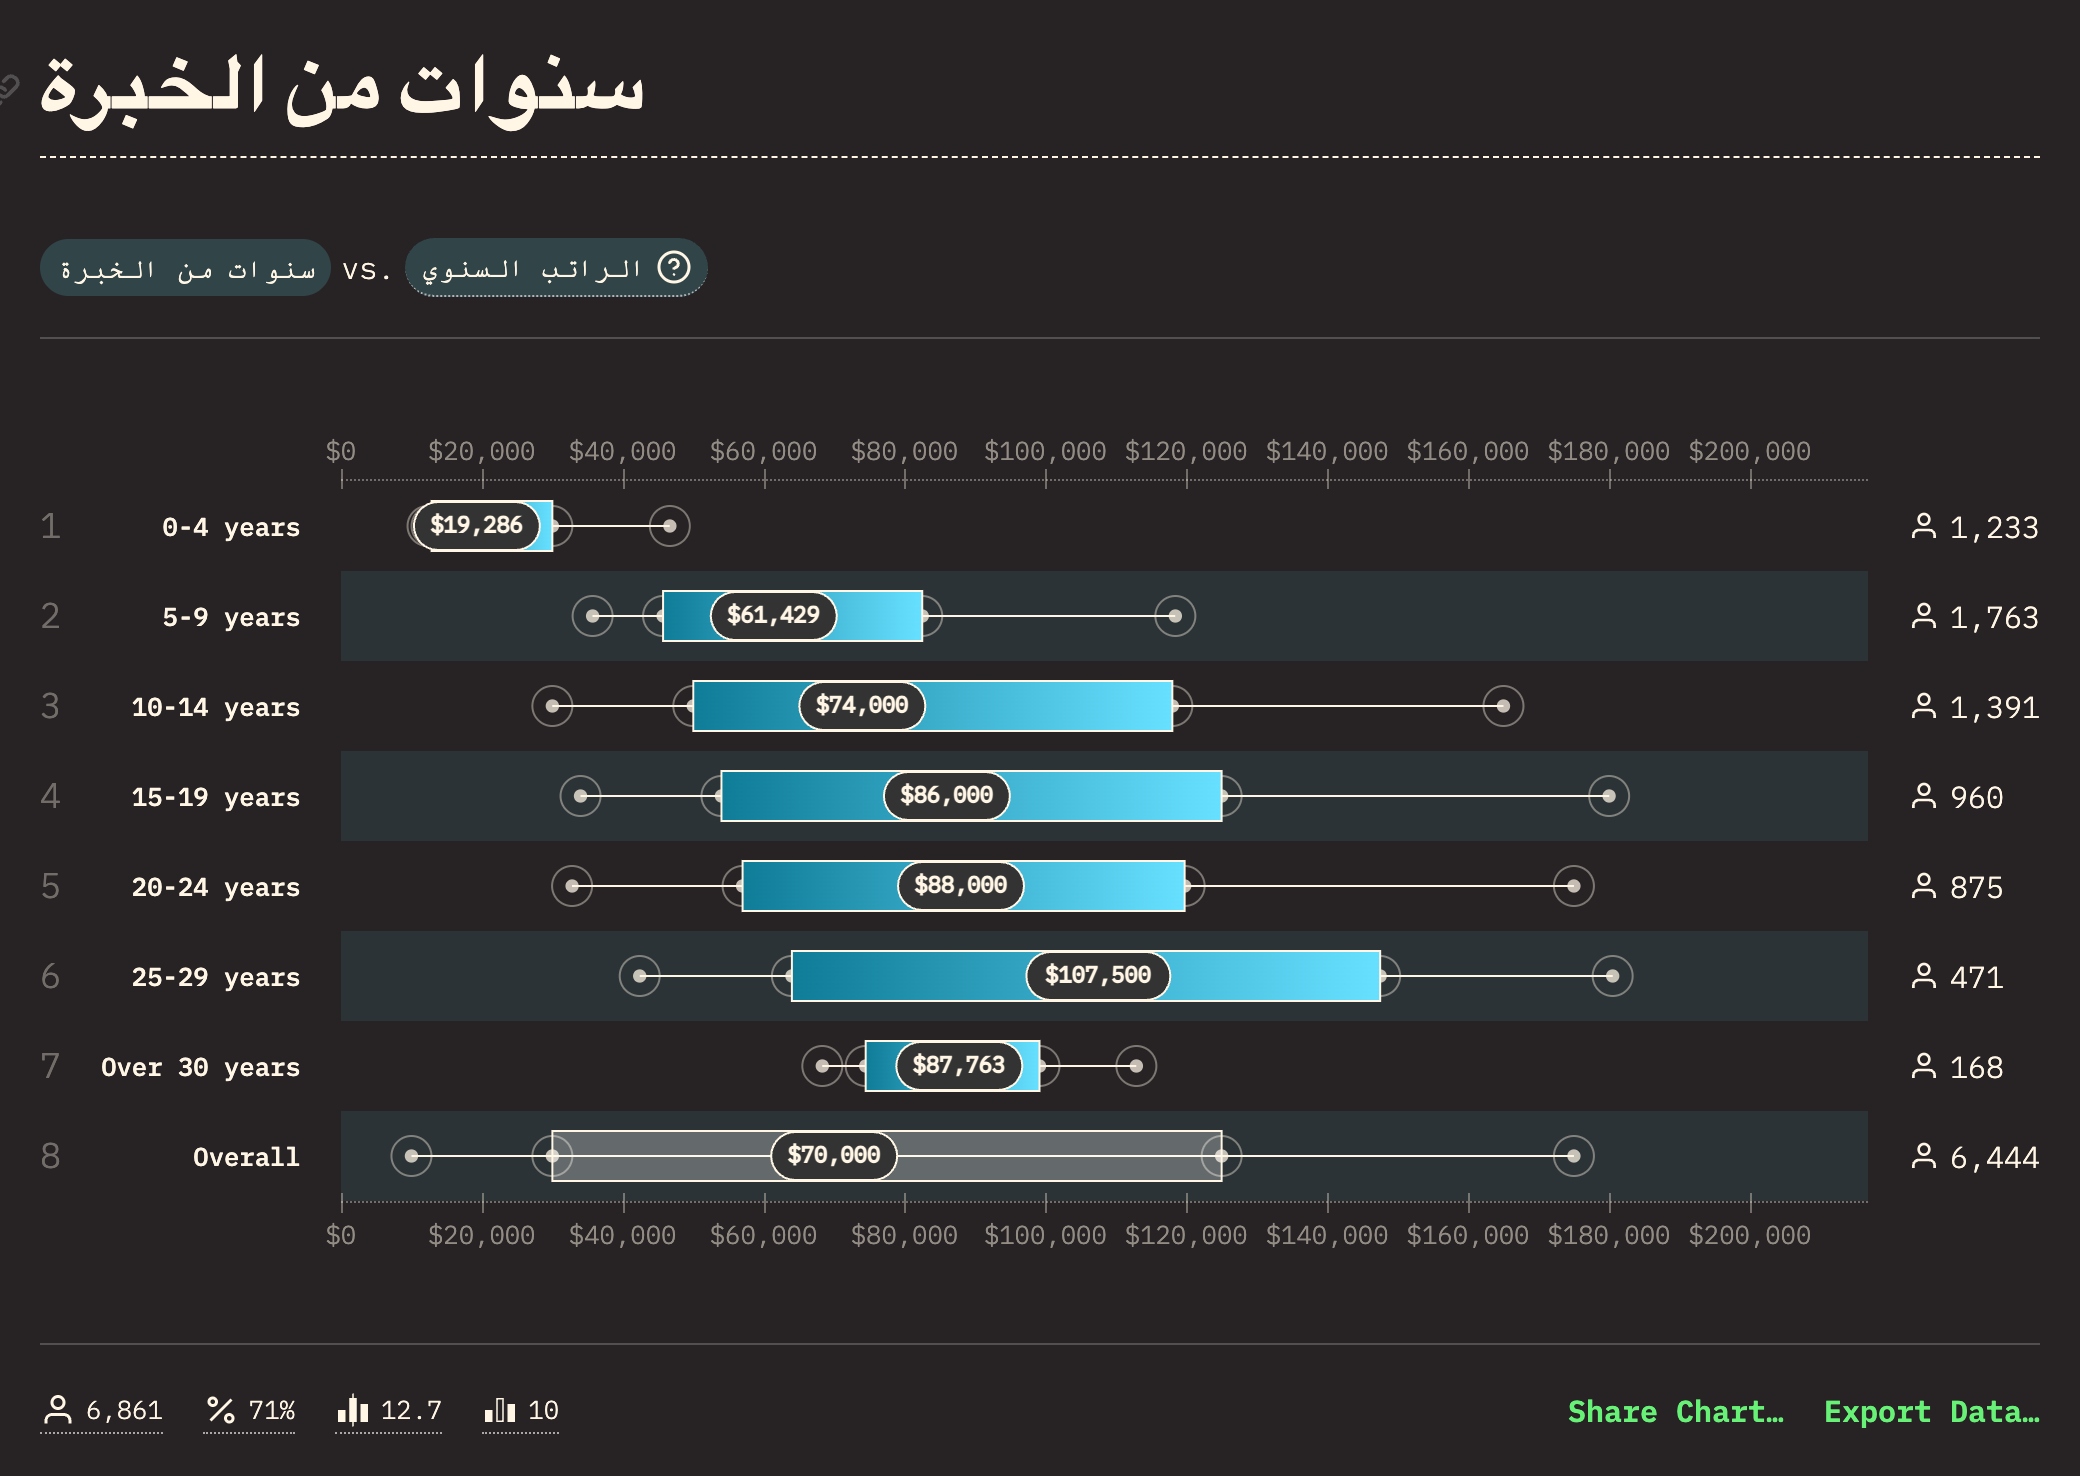 سنوات من الخبرة
سنوات من الخبرة vs. الراتب السنوي
$0 $20,000 $40,000 $60,000 $80,000 $100,000 $120,000 $140,000 $160,000 $180,000 $200,000
1 0-4 years $19,286 1,233
2 5-9 years $61,429 1,763
3 10-14 years $74,000 1,391
4 15-19 years $86,000 960
5 20-24 years $88,000 875
6 25-29 years $107,500 471
7 Over 30 years $87,763 168
8 Overall $70,000 6,444
$0 $20,000 $40,000 $60,000 $80,000 $100,000 $120,000 $140,000 $160,000 $180,000 $200,000
6,861 71% 12.7 10 Share Chart… Export Data…